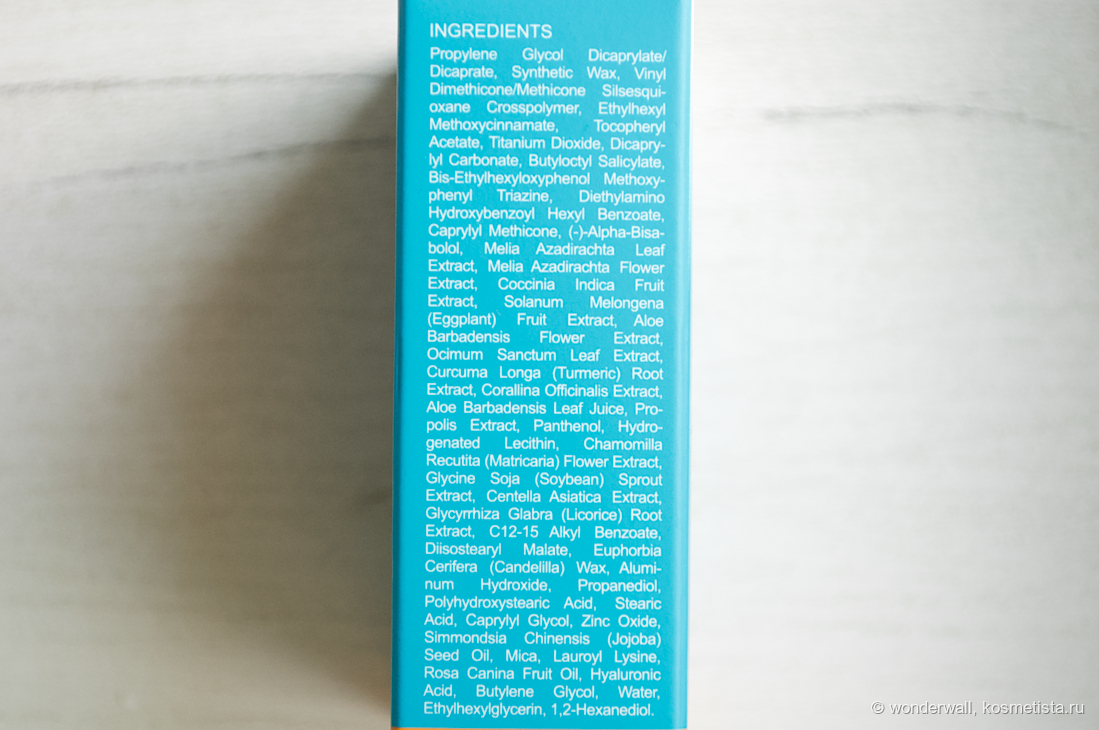 INGREDIENTS
Propylene Glycol Dicaprylate/
Dicaprate, Synthetic Wax, Vinyl
Dimethicone/Methicone Silsesqui-
oxane Crosspolymer, Ethylhexyl
Methoxycinnamate, Tocopheryl
Acetate, Titanium Dioxide, Dicapry-
lyl Carbonate, Butyloctyl Salicylate,
Bis-Ethylhexyloxyphenol Methoxy-
phenyl Triazine, Diethylamino
Hydroxybenzoyl Hexyl Benzoate,
Caprylyl Methicone, (-)-Alpha-Bisa-
bolol, Melia Azadirachta Leaf
Extract, Melia Azadirachta Flower
Extract, Coccinia Indica Fruit
Extract, Solanum Melongena
(Eggplant) Fruit Extract, Aloe
Barbadensis Flower Extract,
Ocimum Sanctum Leaf Extract,
Curcuma Longa (Turmeric) Root
Extract, Corallina Officinalis Extract,
Aloe Barbadensis Leaf Juice, Pro-
polis Extract, Panthenol, Hydro-
genated Lecithin, Chamomilla
Recutita (Matricaria) Flower Extract,
Glycine Soja (Soybean) Sprout
Extract, Centella Asiatica Extract,
Glycyrrhiza Glabra (Licorice) Root
Extract, C12-15 Alkyl Benzoate,
Diisostearyl Malate, Euphorbia
Cerifera (Candelilla) Wax, Alumi-
num Hydroxide, Propanediol,
Polyhydroxystearic Acid, Stearic
Acid, Caprylyl Glycol, Zinc Oxide,
Simmondsia Chinensis (Jojoba)
Seed Oil, Mica, Lauroyl Lysine,
Rosa Canina Fruit Oil, Hyaluronic
Acid, Butylene Glycol, Water,
Ethylhexylglycerin, 1,2-Hexanediol.
© wonderwall, kosmetista.ru